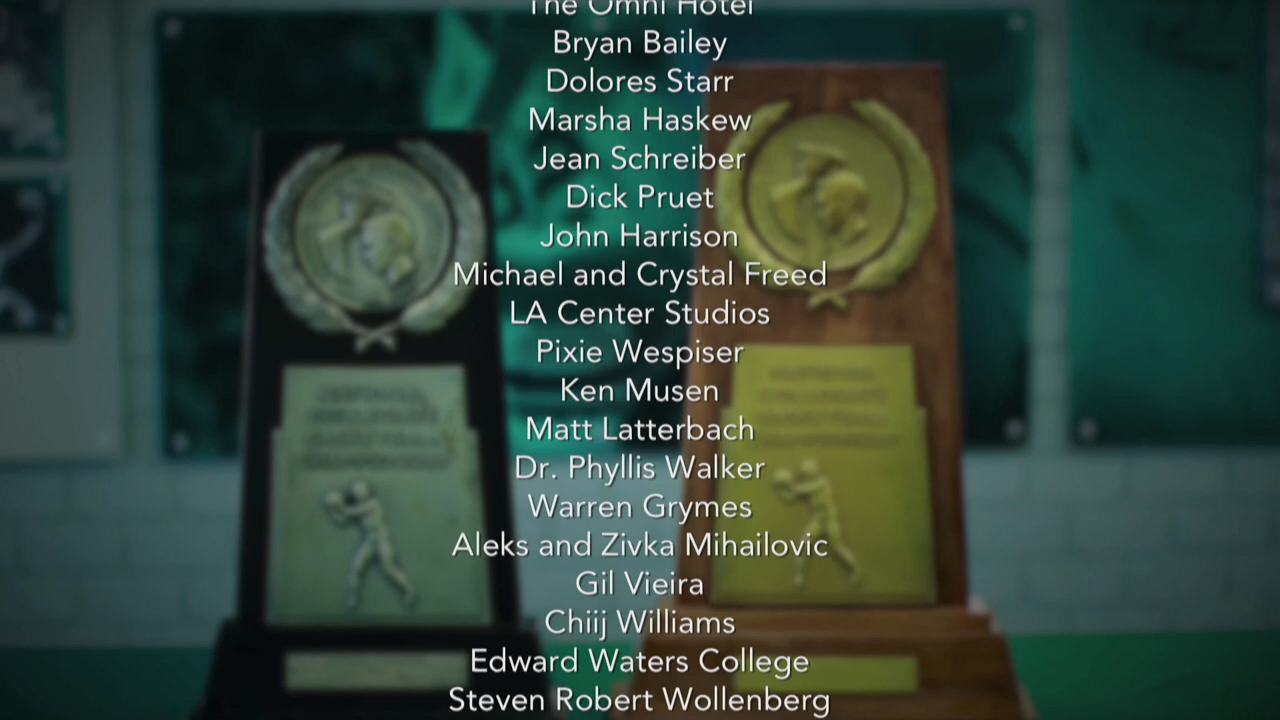 The Omni Hotel
Bryan Bailey
Dolores Starr
Marsha Haskew
Jean Schreiber
Dick Pruet
John Harrison
Michael and Crystal Freed
LA Center Studios
Pixie Wespiser
Ken Musen
Matt Latterbach
Dr. Phyllis Walker
Warren Grymes
Aleks and Zivka Mihailovic
Gil Vieira
Chiij Williams
Edward Waters College
Steven Robert Wollenberg